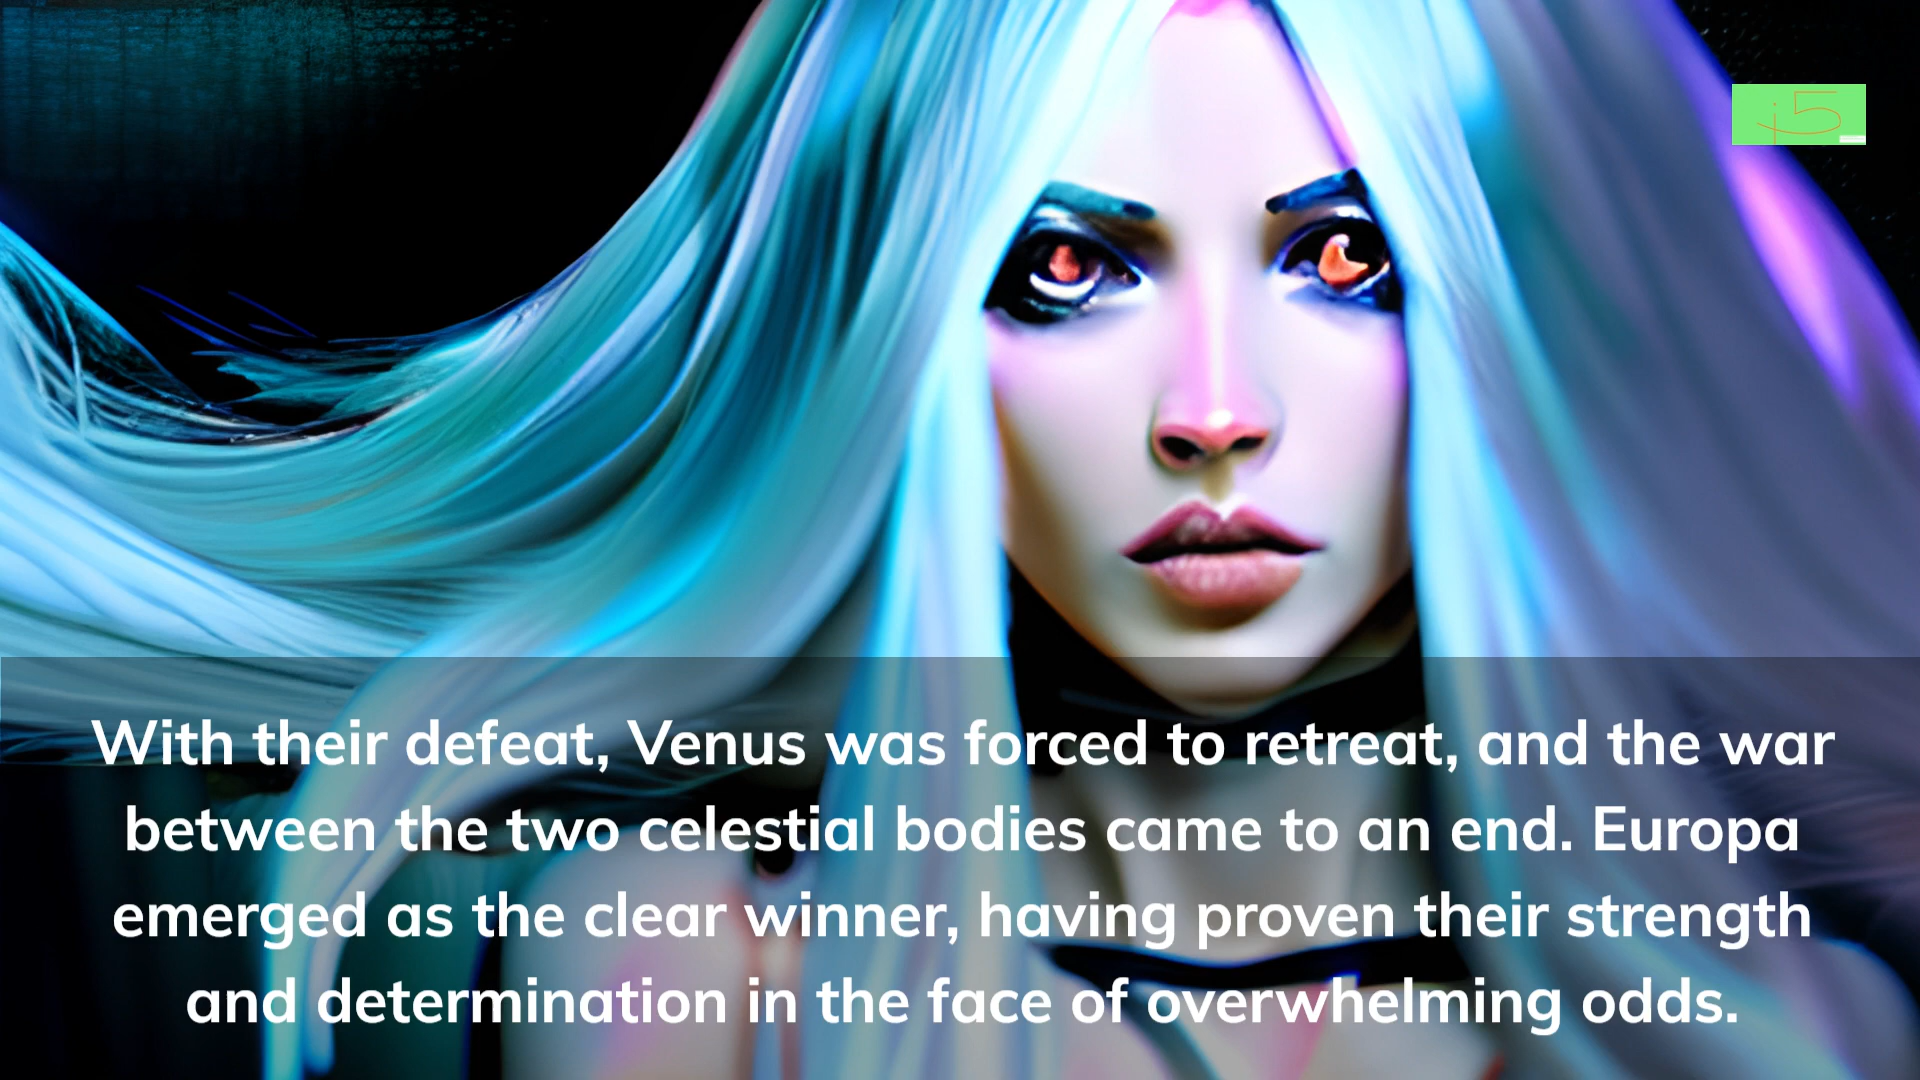 i5
With their defeat, Venus was forced to retreat, and the war
between the two celestial bodies came to an end. Europa
emerged as the clear winner, having proven their strength
and determination in the face of overwhelming odds.